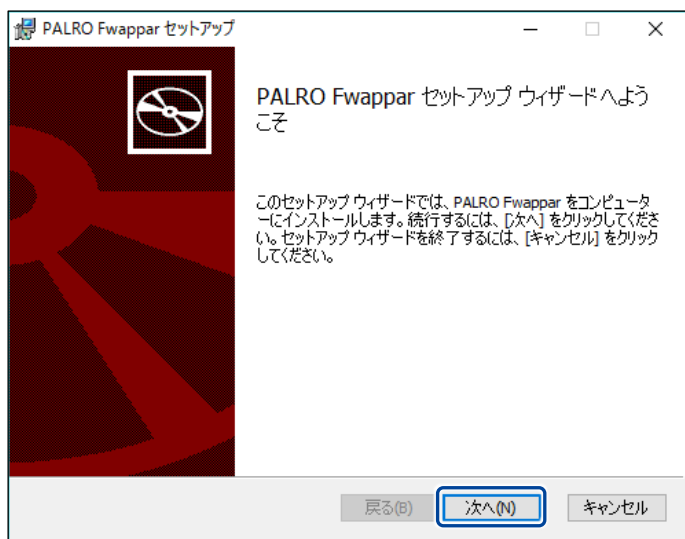 PALRO Fwappar セットアップ
PALRO Fwappar セットアップ ウィザードへよう
こそ
このセットアップ ウィザードでは、PALRO Fwappar をコンピュータ
ーにインストールします。続行するには、[次へ] をクリックしてくださ
い。セットアップ ウィザードを終了するには、[キャンセル] をクリック
してください。
戻る(B) 次へ(N) キャンセル